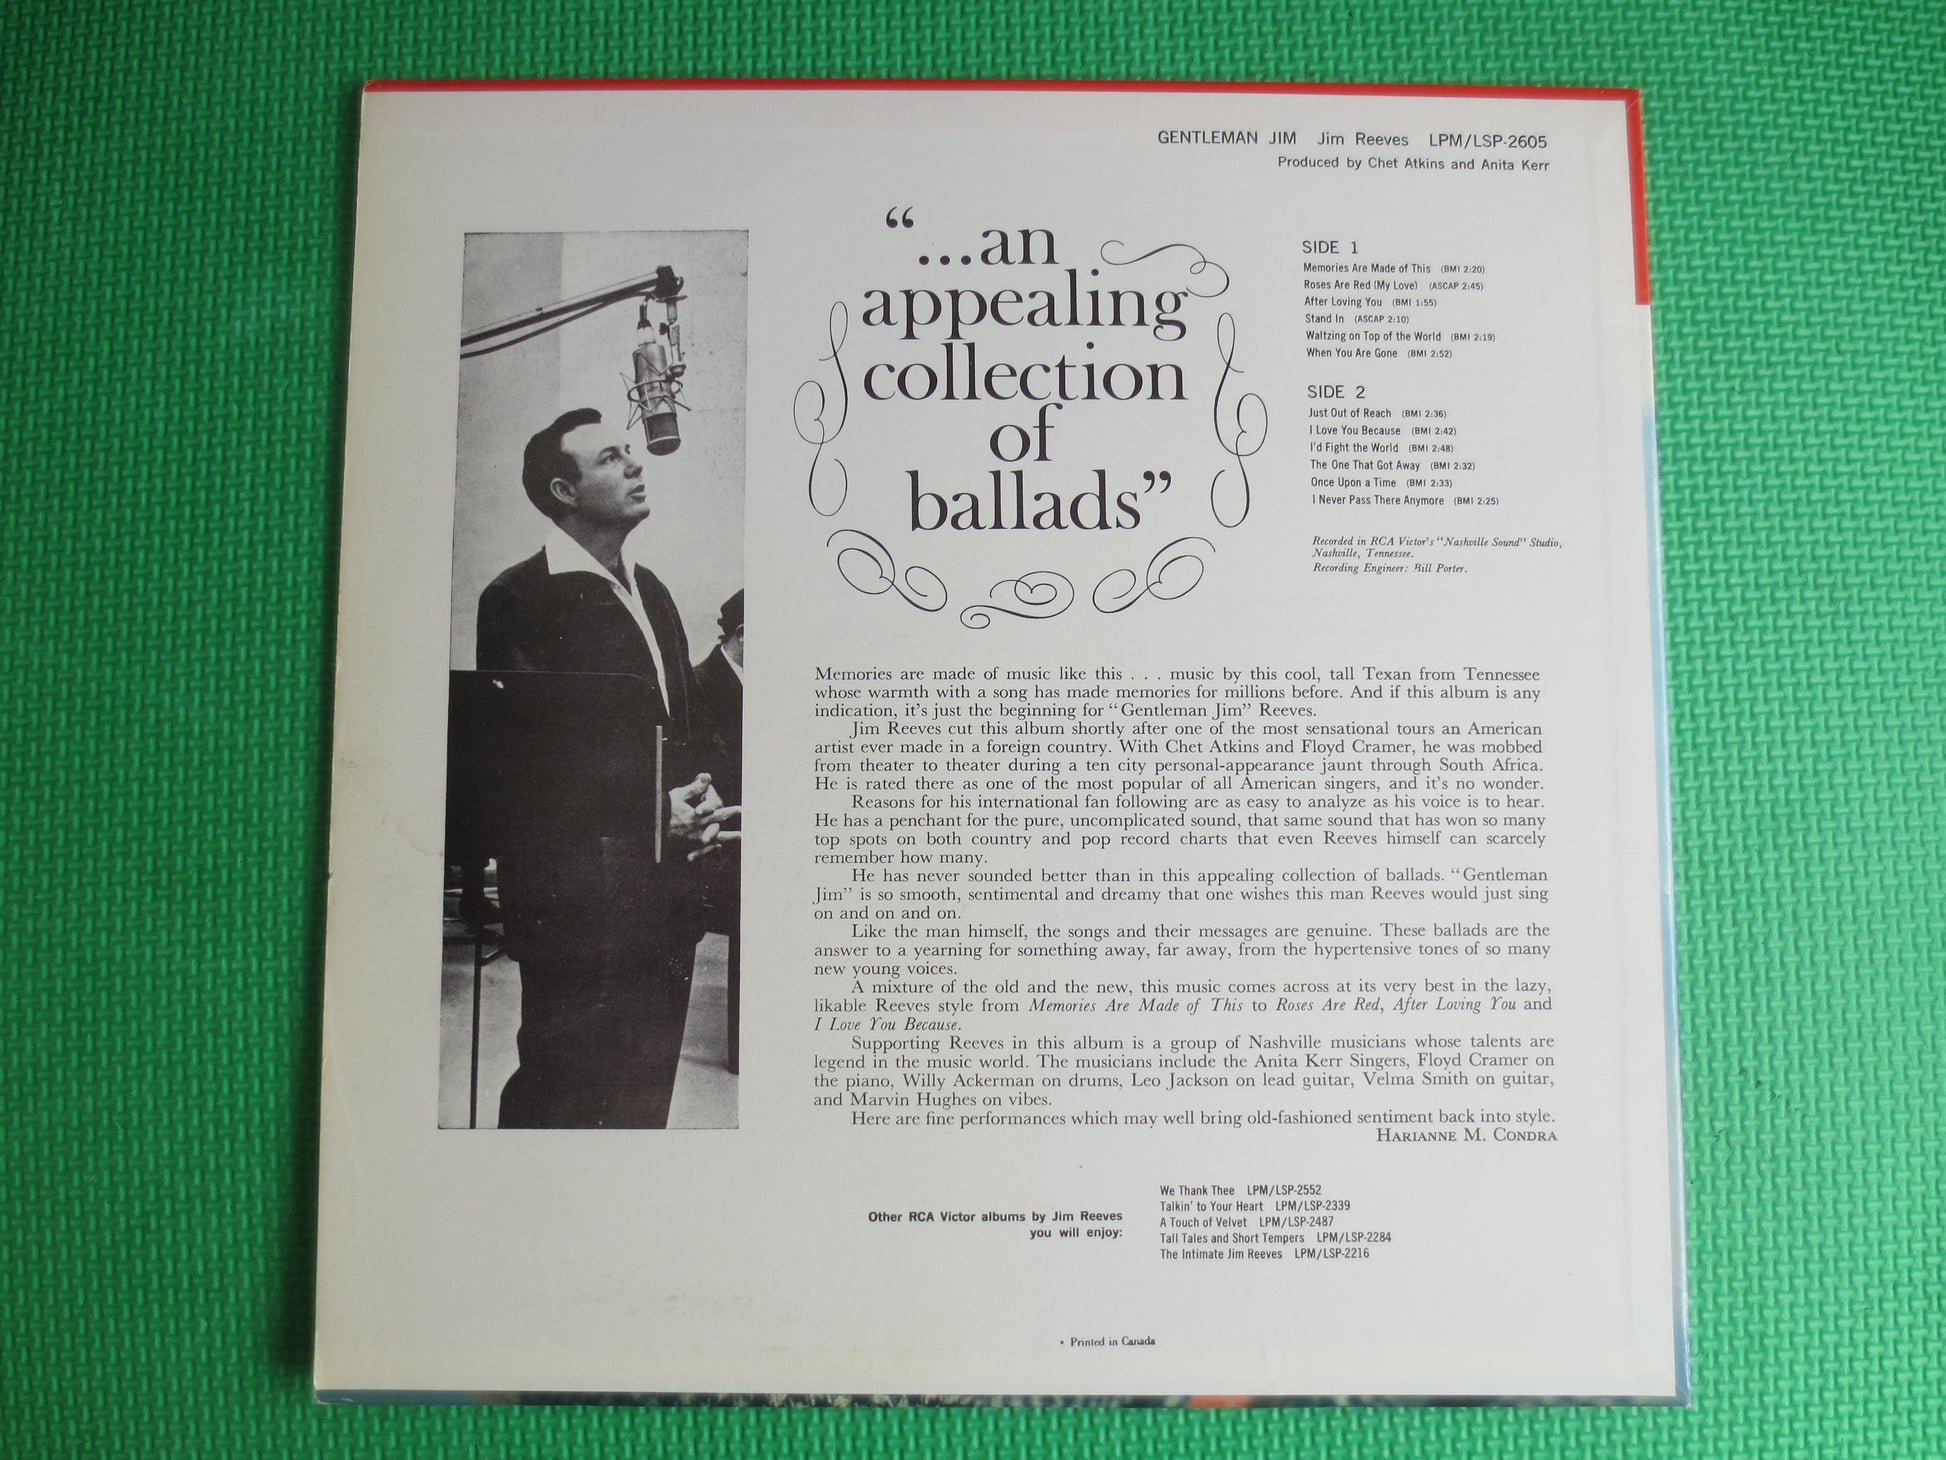 GENTLEMAN JIM Jim Reeves LPM/LSP-2605
Produced by Chet Atkins and Anita Kerr
“...an
appealing
collection
of
ballads”
SIDE 1
Memories Are Made of This (BMI 2:20)
Roses Are Red (My Love) (ASCAP 2:45)
After Loving You (BMI 1:55)
Stand In (ASCAP 2:10)
Waltzing on Top of the World (BMI 2:19)
When You Are Gone (BMI 2:52)
SIDE 2
Just Out of Reach (BMI 2:36)
I Love You Because (BMI 2:42)
I'd Fight the World (BMI 2:48)
The One That Got Away (BMI 2:32)
Once Upon a Time (BMI 2:33)
I Never Pass There Anymore (BMI 2:25)
Recorded in RCA Victor's “Nashville Sound” Studio,
Nashville, Tennessee.
Recording Engineer: Bill Porter.
Memories are made of music like this . . . music by this cool, tall Texan from Tennessee
whose warmth with a song has made memories for millions before. And if this album is any
indication, it's just the beginning for “Gentleman Jim” Reeves.
Jim Reeves cut this album shortly after one of the most sensational tours an American
artist ever made in a foreign country. With Chet Atkins and Floyd Cramer, he was mobbed
from theater to theater during a ten city personal-appearance jaunt through South Africa.
He is rated there as one of the most popular of all American singers, and it's no wonder.
Reasons for his international fan following are as easy to analyze as his voice is to hear.
He has a penchant for the pure, uncomplicated sound, that same sound that has won so many
top spots on both country and pop record charts that even Reeves himself can scarcely
remember how many.
He has never sounded better than in this appealing collection of ballads. “Gentleman
Jim” is so smooth, sentimental and dreamy that one wishes this man Reeves would just sing
on and on and on.
Like the man himself, the songs and their messages are genuine. These ballads are the
answer to a yearning for something away, far away, from the hypertensive tones of so many
new young voices.
A mixture of the old and the new, this music comes across at its very best in the lazy,
likable Reeves style from Memories Are Made of This to Roses Are Red, After Loving You and
I Love You Because.
Supporting Reeves in this album is a group of Nashville musicians whose talents are
legend in the music world. The musicians include the Anita Kerr Singers, Floyd Cramer on
the piano, Willy Ackerman on drums, Leo Jackson on lead guitar, Velma Smith on guitar,
and Marvin Hughes on vibes.
Here are fine performances which may well bring old-fashioned sentiment back into style.
HARIANNE M. CONDRA
Other RCA Victor albums by Jim Reeves
you will enjoy:
We Thank Thee LPM/LSP-2552
Talkin' to Your Heart LPM/LSP-2339
A Touch of Velvet LPM/LSP-2487
Tall Tales and Short Tempers LPM/LSP-2284
The Intimate Jim Reeves LPM/LSP-2216
• Printed in Canada